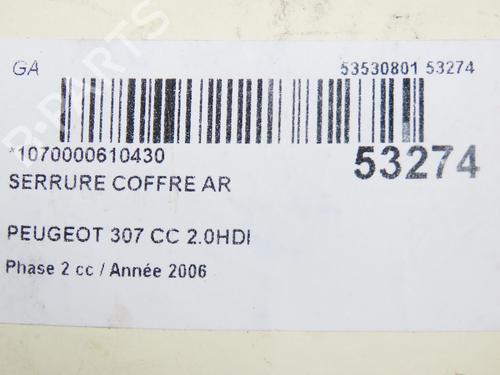 GA 53530801 53274
*1070000610430
53274
SERRURE COFFRE AR
PEUGEOT 307 CC 2.0HDI
Phase 2 cc / Année 2006